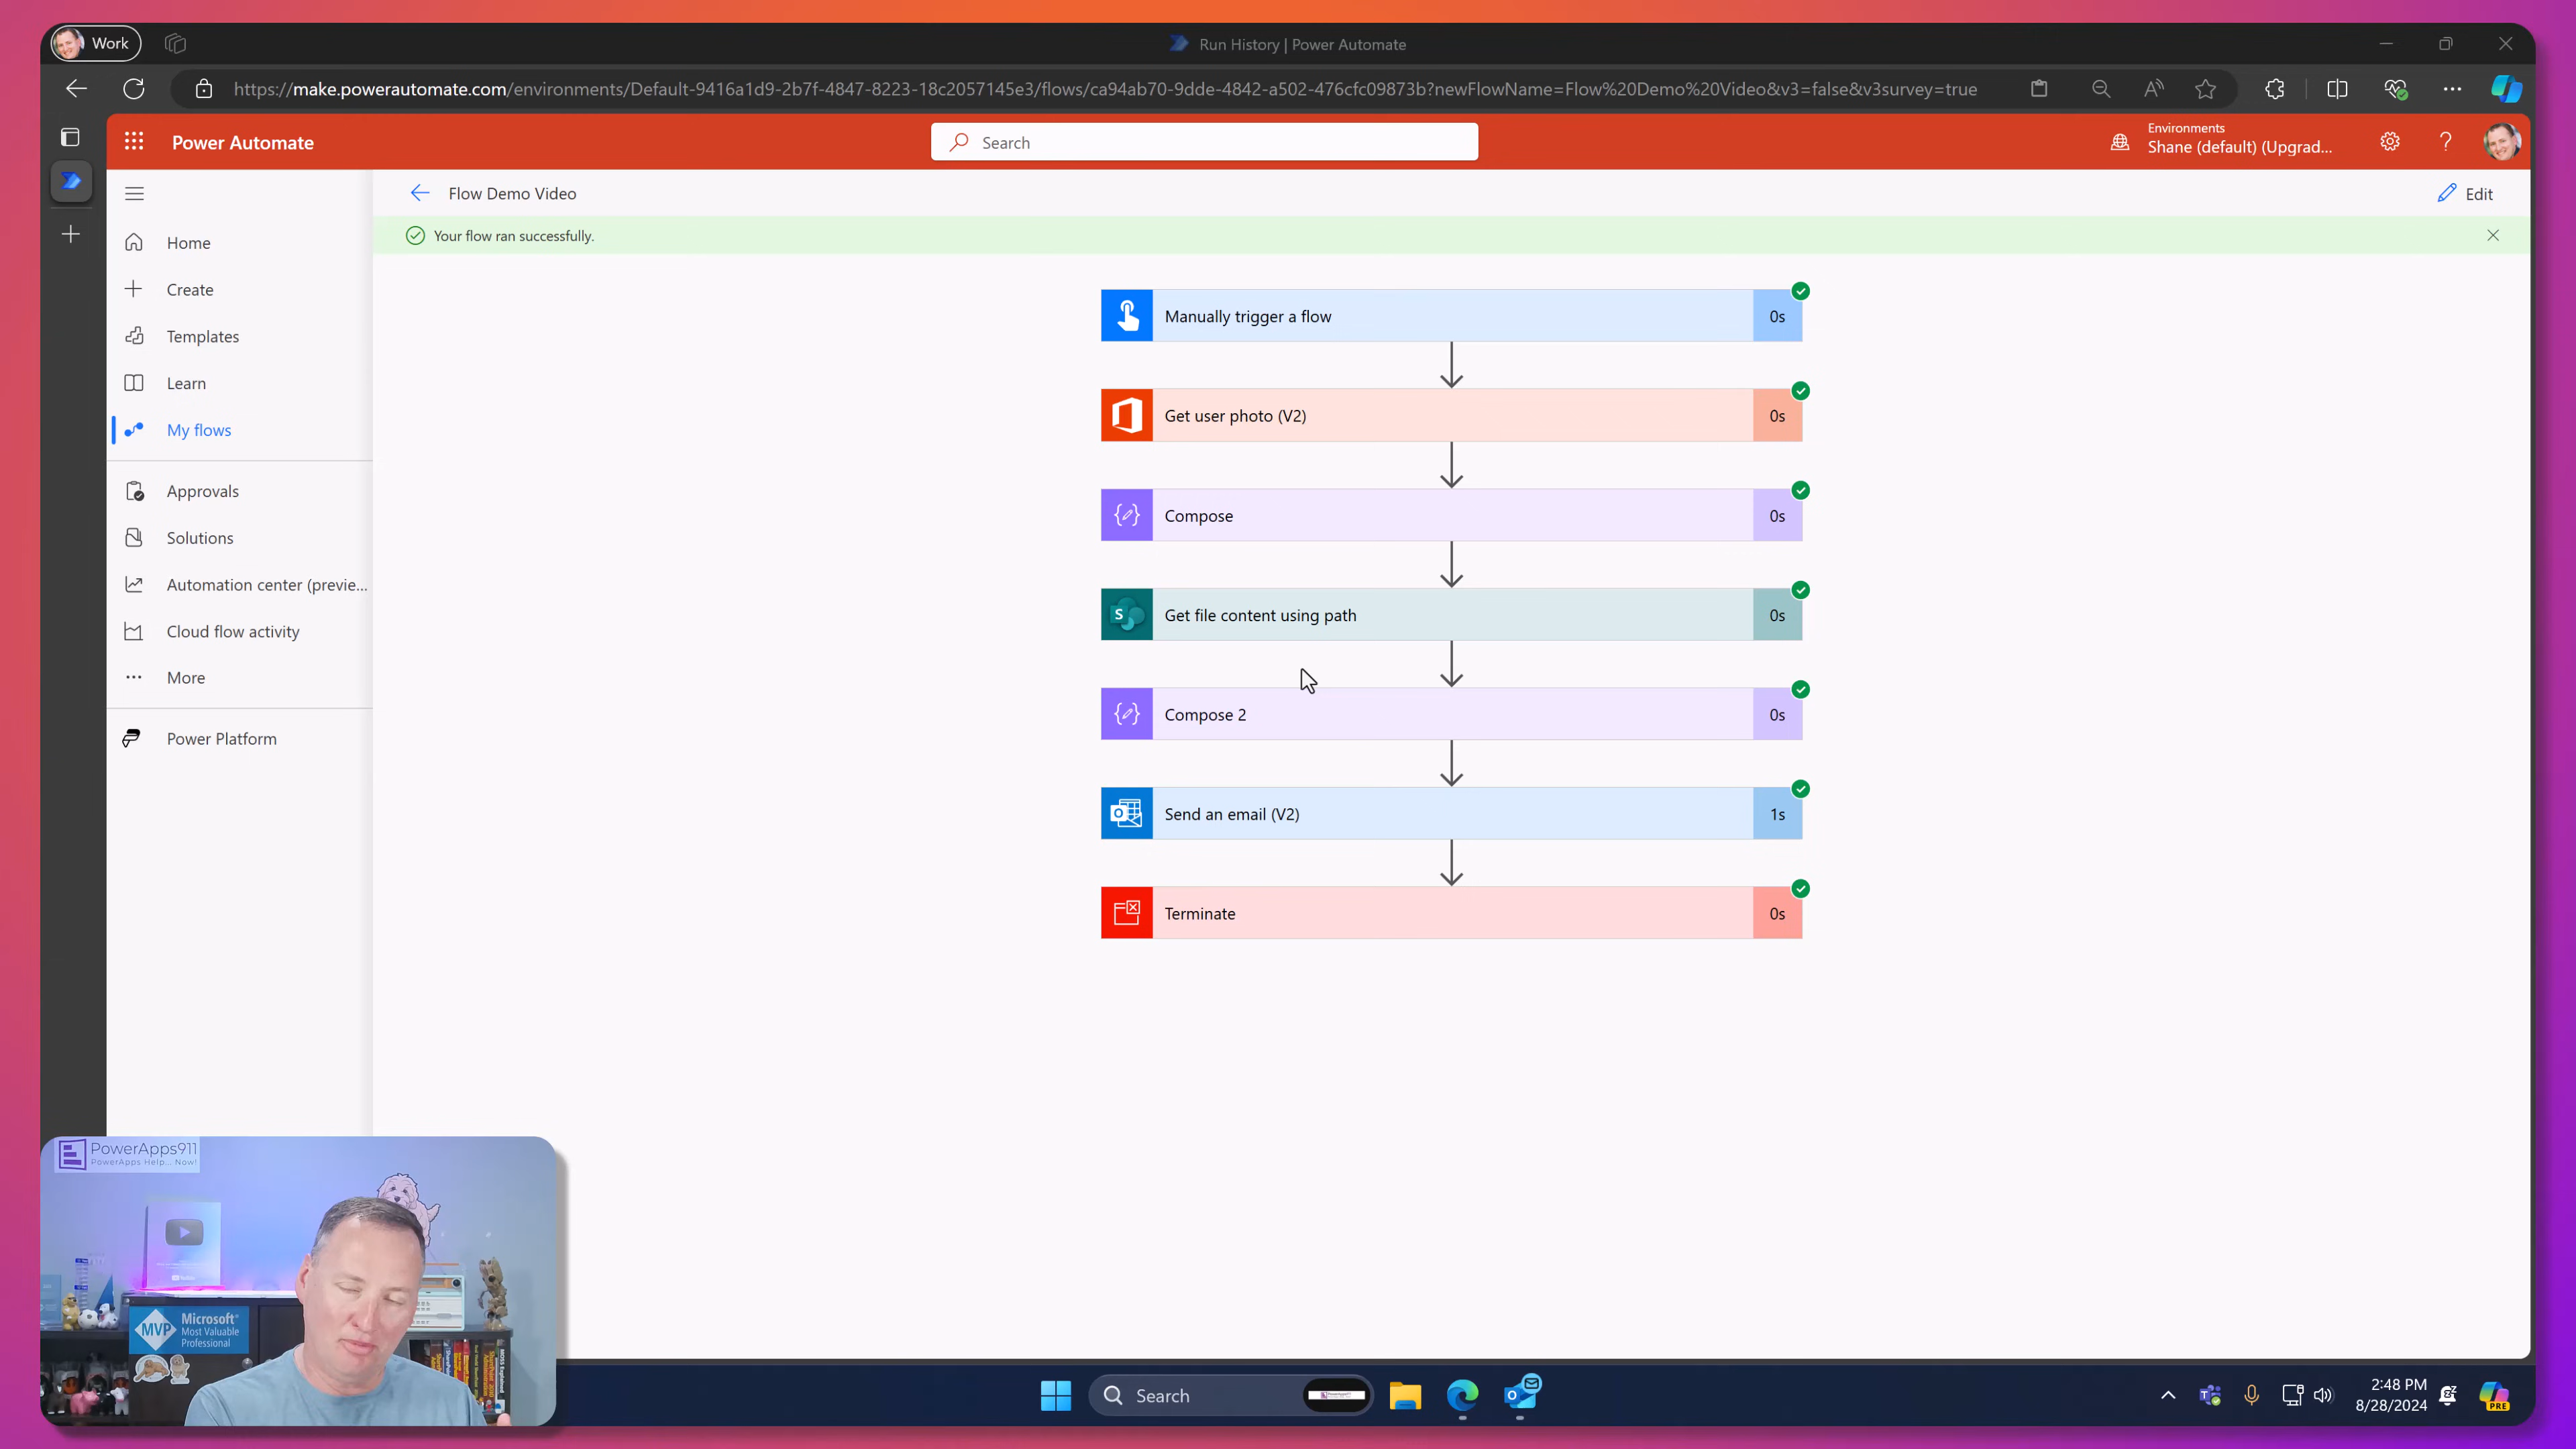 Work
Run History | Power Automate
https://make.powerautomate.com/environments/Default-9416a1d9-2b7f-4847-8223-18c2057145e3/flows/ca94ab70-9dde-4842-a502-476cfc09873b?newFlowName=Flow%20Demo%20Video&v3=false&v3survey=true
Power Automate
Search
Environments
Shane (default) (Upgrad...
Flow Demo Video
Edit
Your flow ran successfully.
Home
Create
Templates
Learn
My flows
Approvals
Solutions
Automation center (previe...
Cloud flow activity
More
Power Platform
Manually trigger a flow
0s
Get user photo (V2)
0s
Compose
0s
Get file content using path
0s
Compose 2
0s
Send an email (V2)
1s
Terminate
0s
PowerApps911
PowerApps Help... Now!
MVP
Microsoft®
Most Valuable
Professional
Search
2:48 PM
8/28/2024
PRE